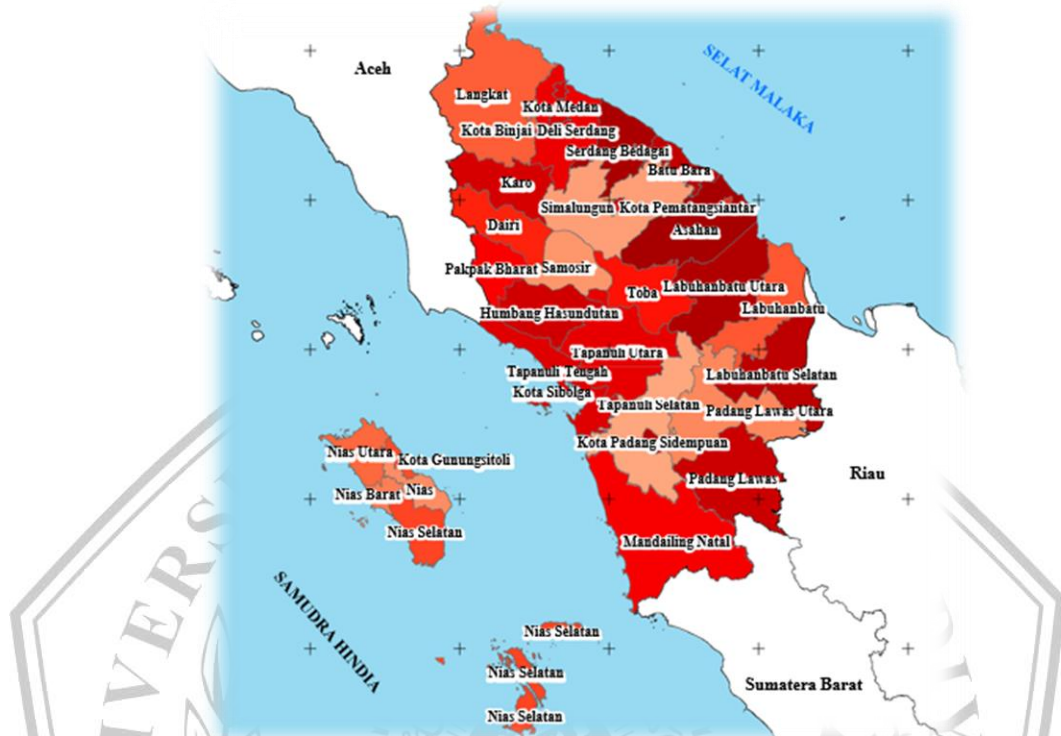 Aceh
SELAT MALAKA
Langkat
Kota Medan
Kota Binjai
Deli Serdang
Serdang Bedagai
Batu Bara
Karo
Simalungun
Kota Pematangsiantar
Dairi
Asahan
Pakpak Bharat
Samosir
Toba
Labuhanbatu Utara
Labuhanbatu
Humbang Hasundutan
Tapanuli Utara
Tapanuli Tengah
Labuhanbatu Selatan
Kota Sibolga
Tapanuli Selatan
Padang Lawas Utara
Kota Padang Sidempuan
Nias Utara
Kota Gunungsitoli
Riau
Padang Lawas
Nias Barat
Nias
Nias Selatan
Mandailing Natal
SAMUDRA HINDIA
Nias Selatan
Nias Selatan
Sumatera Barat
Nias Selatan